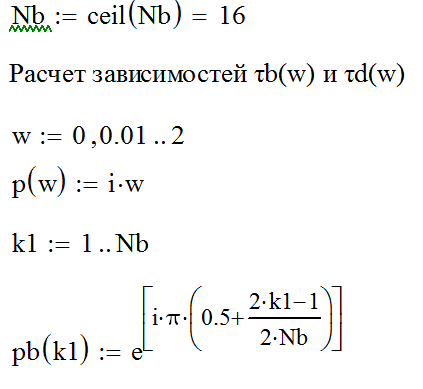 Nb := ceil(Nb) = 16
Расчет зависимостей τb(w) и τd(w)
w := 0 ,0.01 .. 2
p(w) := i·w
k1 := 1 .. Nb
pb(k1) := e^[i·π·(0.5+(2·k1−1)/(2·Nb))]